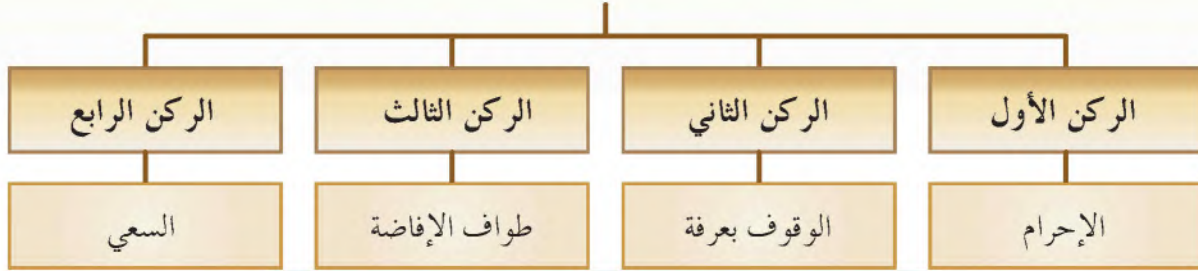 الركن الأول
الركن الثاني
الركن الثالث
الركن الرابع
الإحرام
الوقوف بعرفة
طواف الإفاضة
السعي